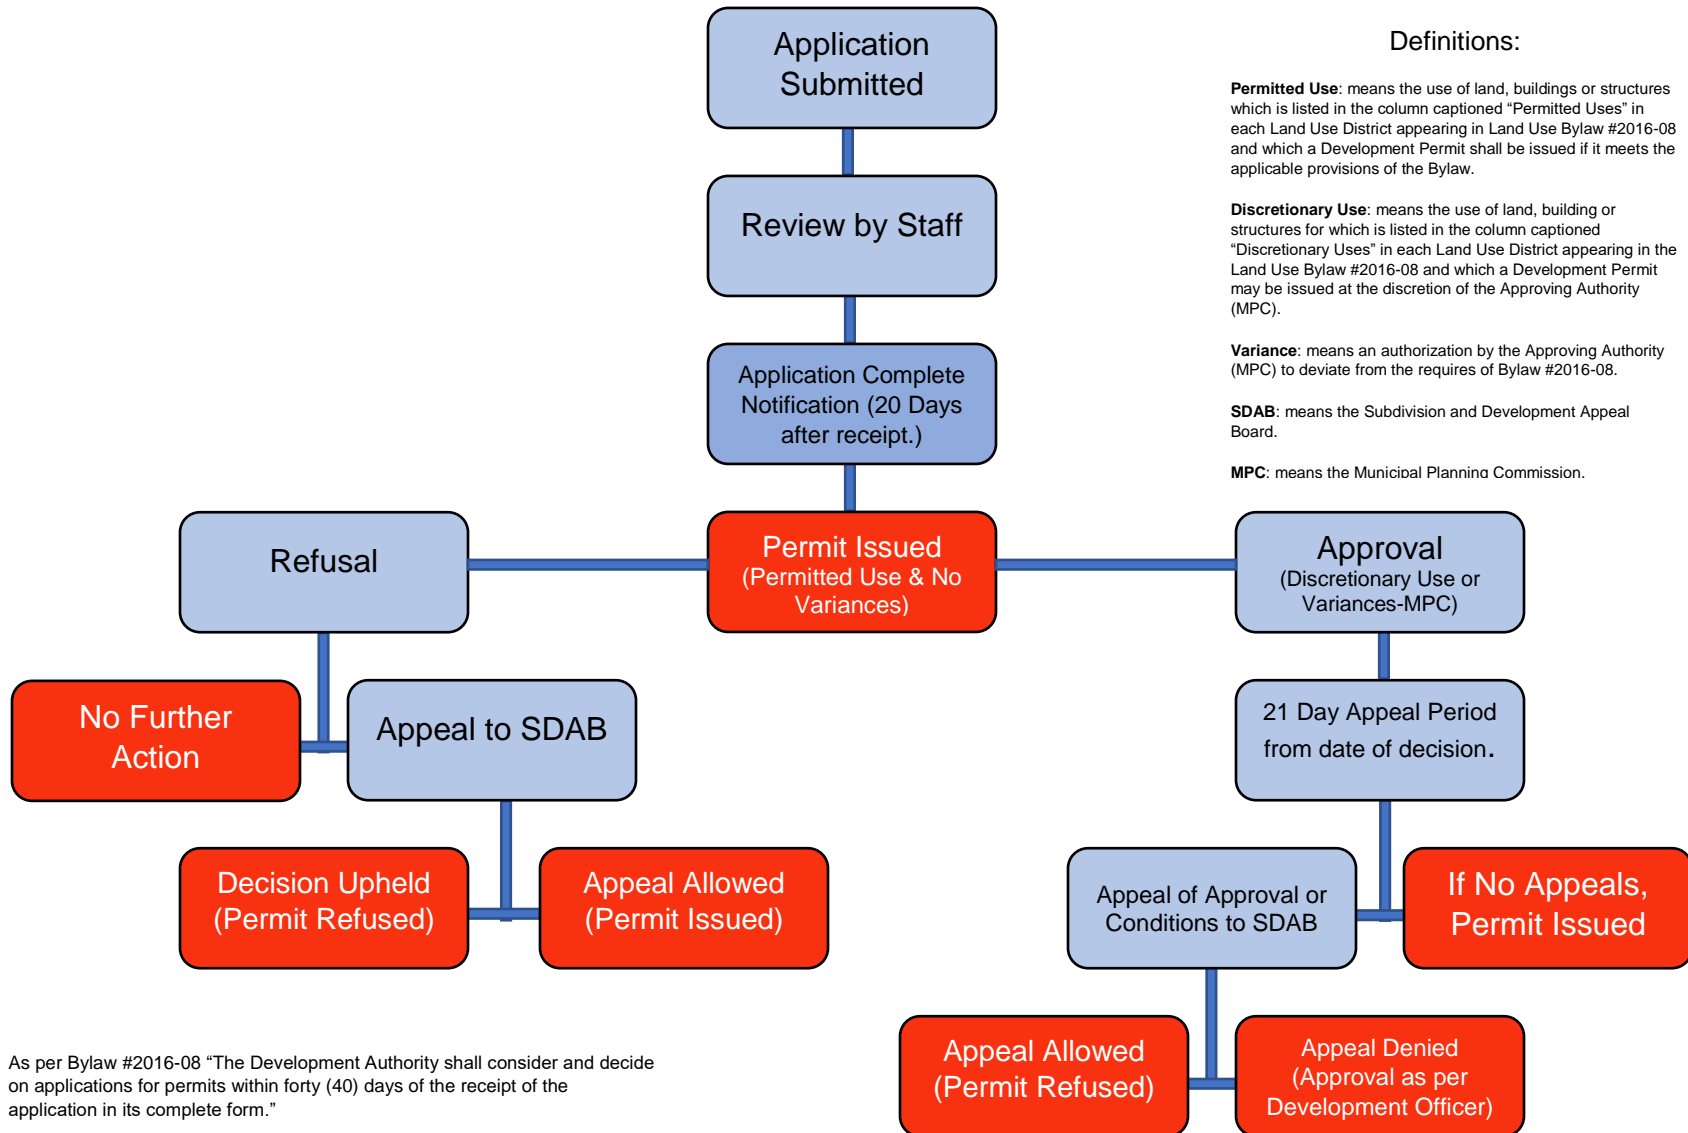 Application
Submitted
Definitions:
Permitted Use: means the use of land, buildings or structures
which is listed in the column captioned “Permitted Uses” in
each Land Use District appearing in Land Use Bylaw #2016-08
and which a Development Permit shall be issued if it meets the
applicable provisions of the Bylaw.
Discretionary Use: means the use of land, building or
structures for which is listed in the column captioned
“Discretionary Uses” in each Land Use District appearing in the
Land Use Bylaw #2016-08 and which a Development Permit
may be issued at the discretion of the Approving Authority
(MPC).
Variance: means an authorization by the Approving Authority
(MPC) to deviate from the requires of Bylaw #2016-08.
SDAB: means the Subdivision and Development Appeal
Board.
MPC: means the Municipal Planning Commission.
Review by Staff
Application Complete
Notification (20 Days
after receipt.)
Refusal
Permit Issued
(Permitted Use & No
Variances)
Approval
(Discretionary Use or
Variances-MPC)
No Further
Action
Appeal to SDAB
21 Day Appeal Period
from date of decision.
Decision Upheld
(Permit Refused)
Appeal Allowed
(Permit Issued)
Appeal of Approval or
Conditions to SDAB
If No Appeals,
Permit Issued
Appeal Allowed
(Permit Refused)
Appeal Denied
(Approval as per
Development Officer)
As per Bylaw #2016-08 “The Development Authority shall consider and decide
on applications for permits within forty (40) days of the receipt of the
application in its complete form.”